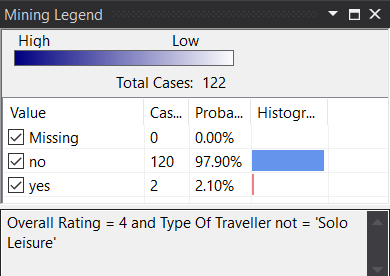 Mining Legend
High Low
Total Cases: 122
Value Cas... Proba... Histogr...
Missing 0 0.00%
no 120 97.90%
yes 2 2.10%
Overall Rating = 4 and Type Of Traveller not = 'Solo
Leisure'